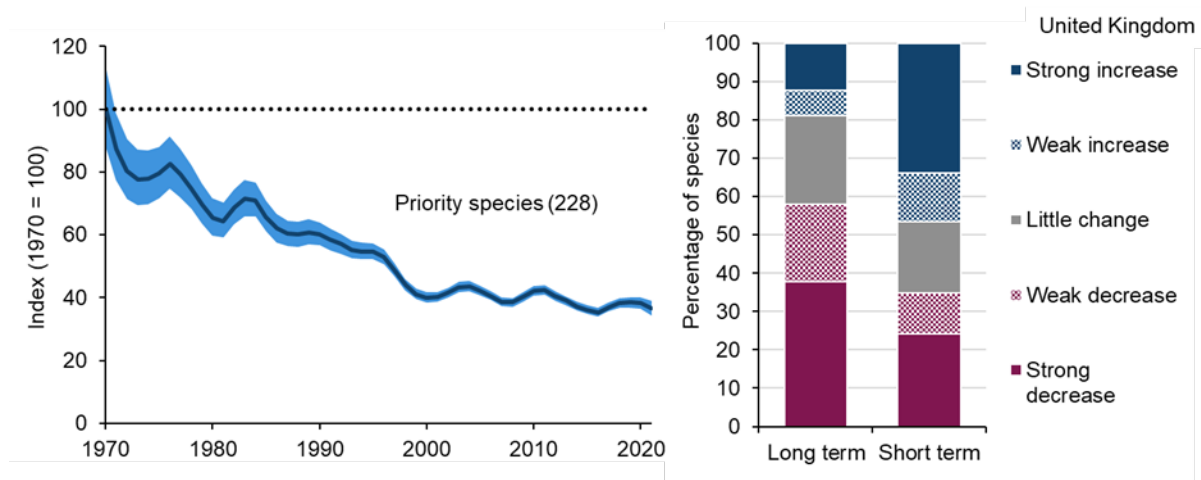 120
100
80
60
40
20
0
Index (1970 = 100)
Priority species (228)
1970
1980
1990
2000
2010
2020
100
90
80
70
60
50
40
30
20
10
0
Percentage of species
Long term
Short term
United Kingdom
Strong increase
Weak increase
Little change
Weak decrease
Strong
decrease